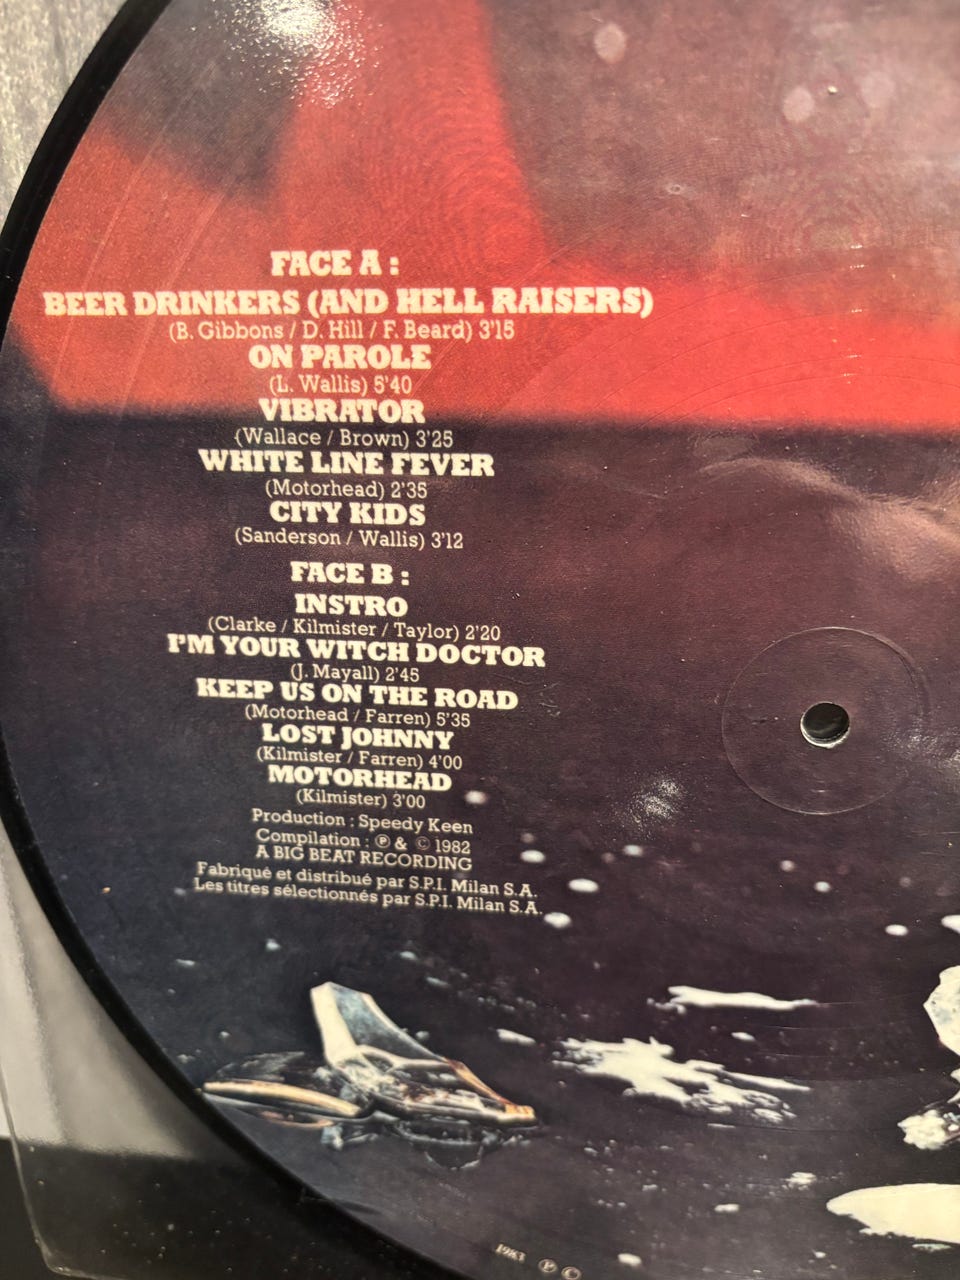 FACE A :
BEER DRINKERS (AND HELL RAISERS)
(B. Gibbons / D. Hill / F. Beard) 3'15
ON PAROLE
(L. Wallis) 5'40
VIBRATOR
(Wallace / Brown) 3'25
WHITE LINE FEVER
(Motorhead) 2'35
CITY KIDS
(Sanderson / Wallis) 3'12
FACE B :
INSTRO
(Clarke / Kilmister / Taylor) 2'20
I'M YOUR WITCH DOCTOR
(J. Mayall) 2'45
KEEP US ON THE ROAD
(Motorhead / Farren) 5'35
LOST JOHNNY
(Kilmister / Farren) 4'00
MOTORHEAD
(Kilmister) 3'00
Production : Speedy Keen
Compilation : ℗ & © 1982
A BIG BEAT RECORDING
Fabriqué et distribué par S.P.I. Milan S.A.
Les titres sélectionnés par S.P.I. Milan S.A.
1983 ℗ ©